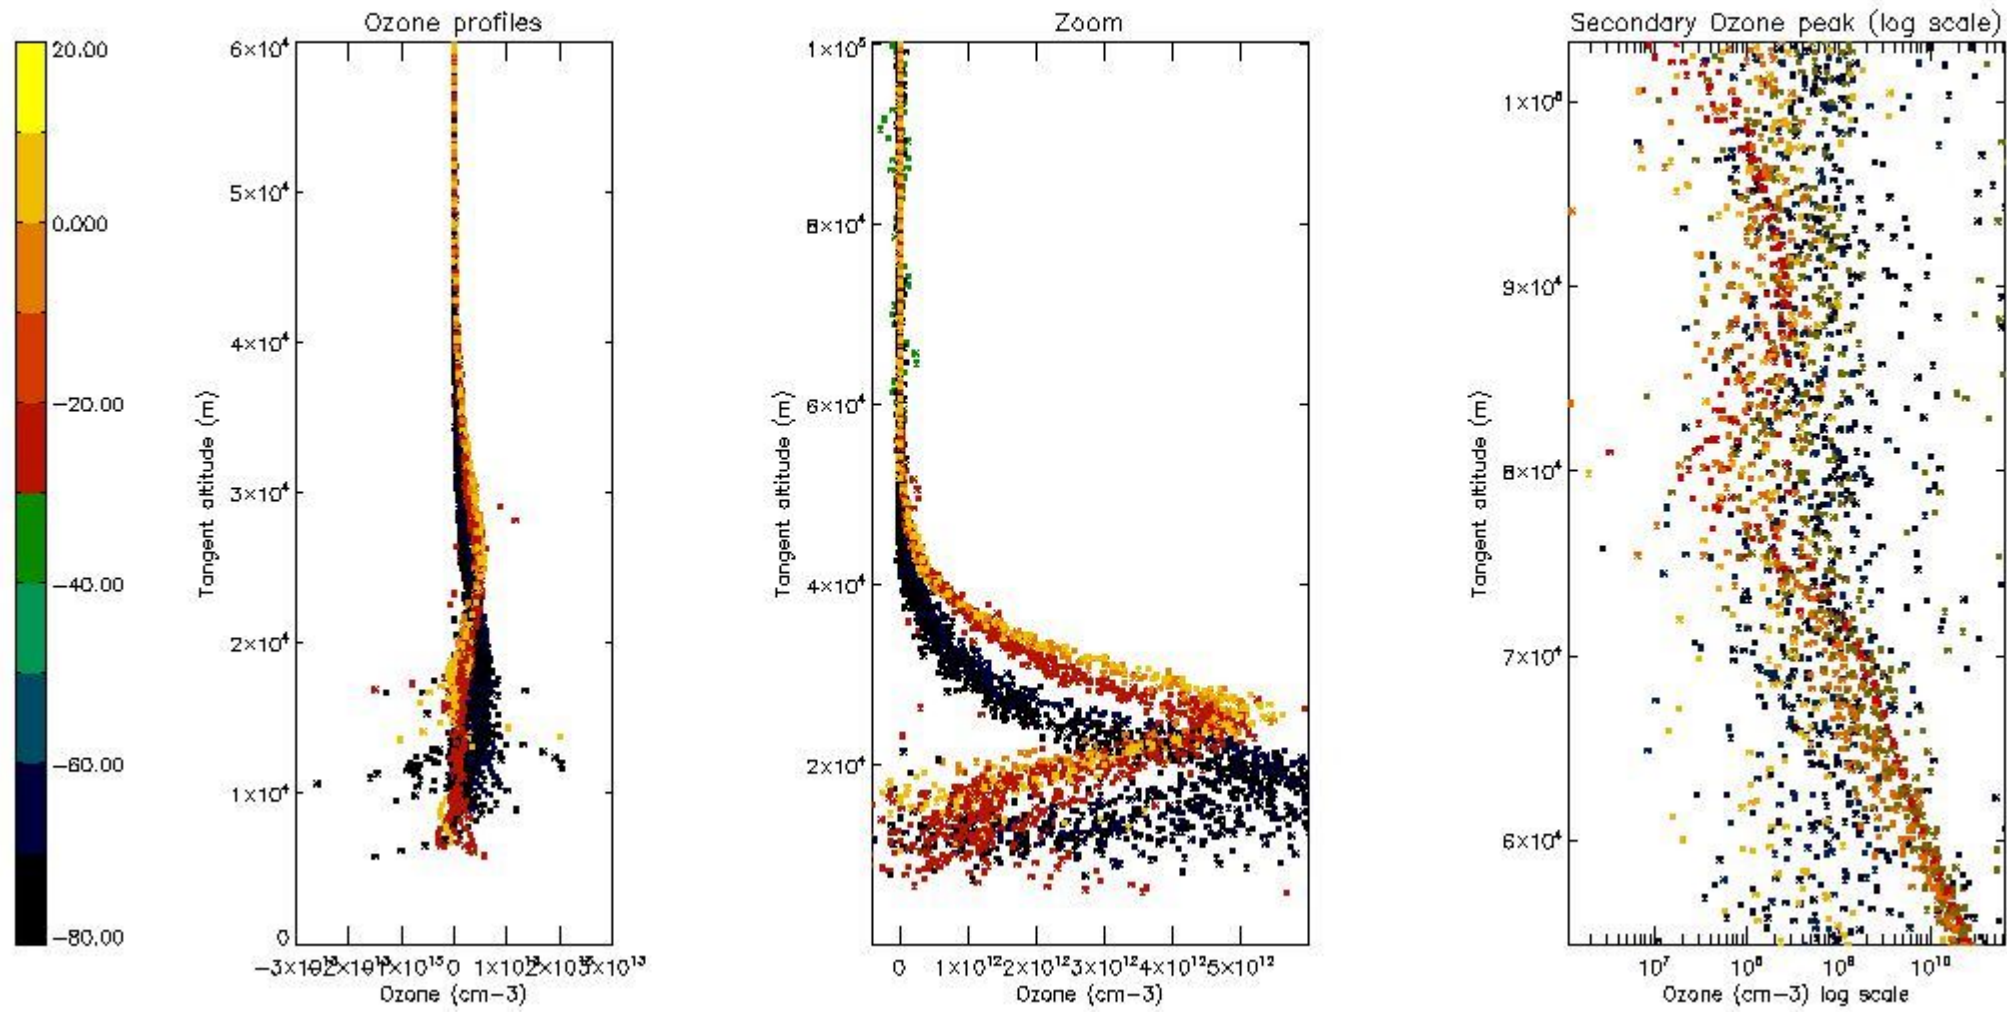 Ozone profiles
Zoom
Secondary Ozone peak (log scale)
20.00
0.000
−20.00
−40.00
−60.00
−80.00
6×10⁴
5×10⁴
4×10⁴
3×10⁴
2×10⁴
1×10⁴
0
Tangent altitude (m)
0
Ozone (cm−3)
1×10⁵
8×10⁴
6×10⁴
4×10⁴
2×10⁴
Tangent altitude (m)
0 1×10¹² 2×10¹² 3×10¹² 4×10¹² 5×10¹²
Ozone (cm−3)
9×10⁴
8×10⁴
7×10⁴
6×10⁴
Tangent altitude (m)
10⁷ 10⁸ 10⁹ 10¹⁰
Ozone (cm−3) log scale